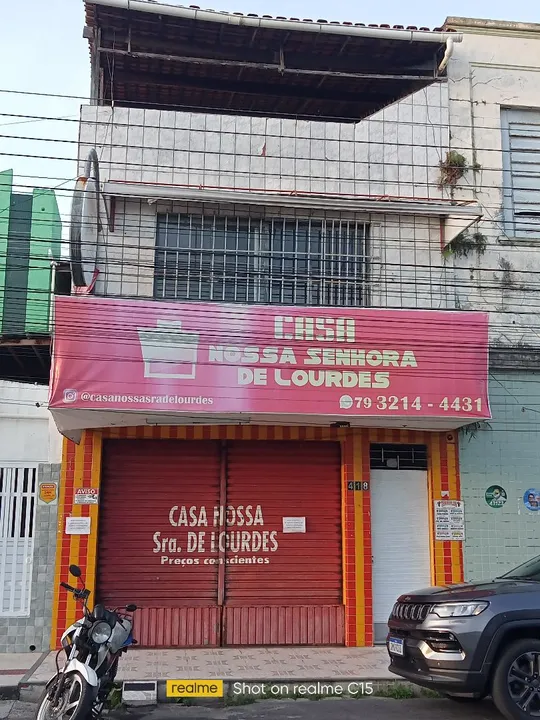 CASA
NOSSA SENHORA
DE LOURDES
@casanossasradelourdes
79 3214 - 4431
418
AVISO
CASA NOSSA
Sra. DE LOURDES
Preços conscientes
Jeep
realme Shot on realme C15